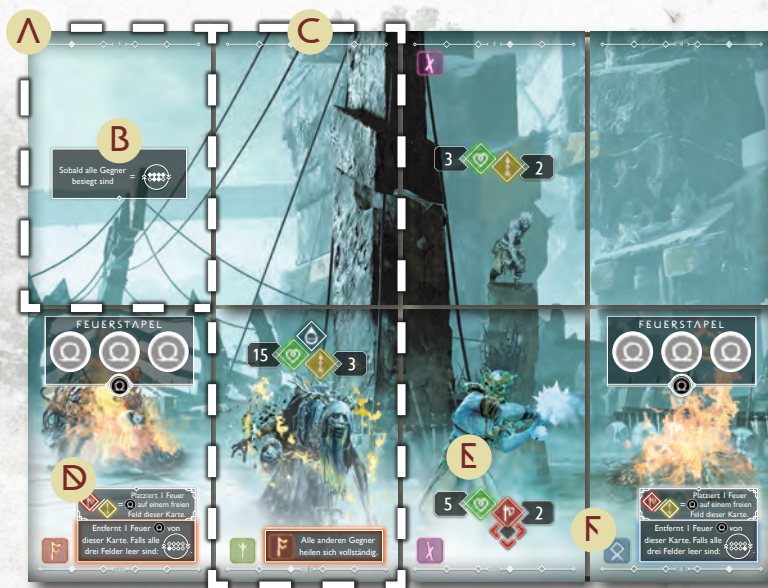 A
C
B
Sobald alle Gegner
besiegt sind =
3
2
FEUERSTAPEL
Ω Ω Ω
Ω
15
3
FEUERSTAPEL
Ω Ω Ω
Ω
D
= Ω Platziert 1 Feuer
auf einem freien
Feld dieser Karte.
Entfernt 1 Feuer Ω von
dieser Karte. Falls alle
drei Felder leer sind:
Alle anderen Gegner
heilen sich vollständig.
E
5
2
F
= Ω Platziert 1 Feuer
auf einem freien
Feld dieser Karte.
Entfernt 1 Feuer Ω von
dieser Karte. Falls alle
drei Felder leer sind: